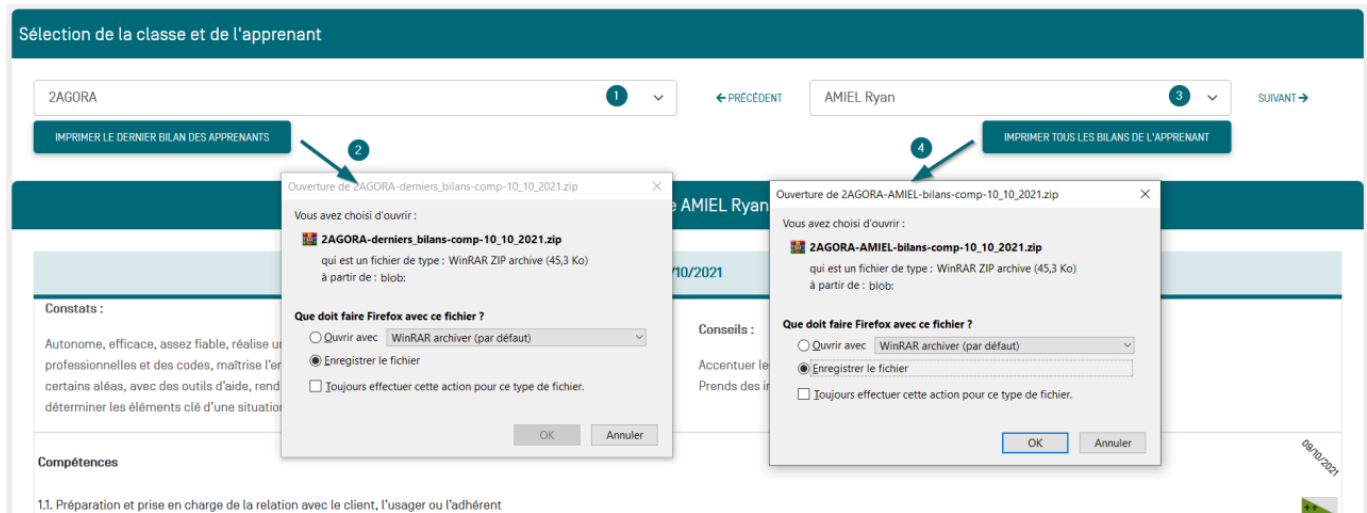 Sélection de la classe et de l'apprenant
2AGORA
1
PRÉCÉDENT
AMIEL Ryan
3
SUIVANT
IMPRIMER LE DERNIER BILAN DES APPRENANTS
2
4
IMPRIMER TOUS LES BILANS DE L'APPRENANT
AMIEL Ryan
/10/2021
Ouverture de 2AGORA-derniers_bilans-comp-10_10_2021.zip
Vous avez choisi d'ouvrir :
2AGORA-derniers_bilans-comp-10_10_2021.zip
qui est un fichier de type : WinRAR ZIP archive (45,3 Ko)
à partir de : blob:
Que doit faire Firefox avec ce fichier ?
Ouvrir avec WinRAR archiver (par défaut)
Enregistrer le fichier
Toujours effectuer cette action pour ce type de fichier.
OK Annuler
Ouverture de 2AGORA-AMIEL-bilans-comp-10_10_2021.zip
Vous avez choisi d'ouvrir :
2AGORA-AMIEL-bilans-comp-10_10_2021.zip
qui est un fichier de type : WinRAR ZIP archive (45,3 Ko)
à partir de : blob:
Que doit faire Firefox avec ce fichier ?
Ouvrir avec WinRAR archiver (par défaut)
Enregistrer le fichier
Toujours effectuer cette action pour ce type de fichier.
OK Annuler
Constats :
Autonome, efficace, assez fiable, réalise
professionnelles et des codes, maîtrise
certains aléas, avec des outils d'aide, rend
déterminer les éléments clé d'une situation
Conseils :
Accentuer le
Prends des
Compétences
09/10/2021
1.1. Préparation et prise en charge de la relation avec le client, l'usager ou l'adhérent
++